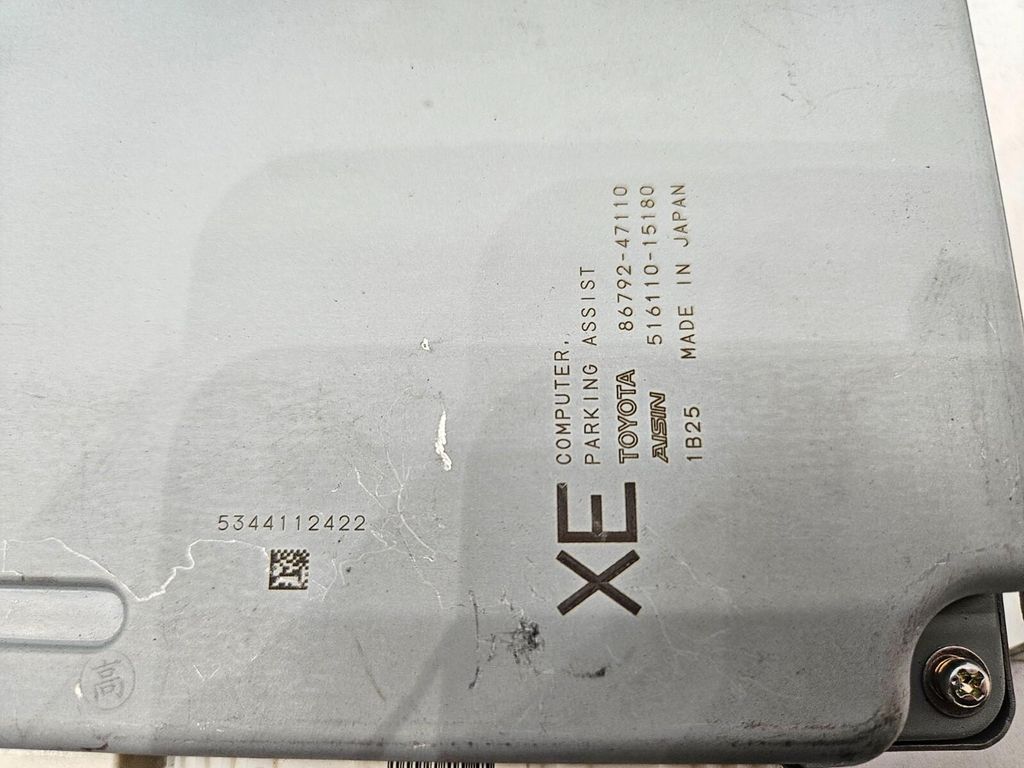 XE
COMPUTER,
PARKING ASSIST
TOYOTA 86792-47110
AISIN 516110-15180
1B25 MADE IN JAPAN
5344112422
高